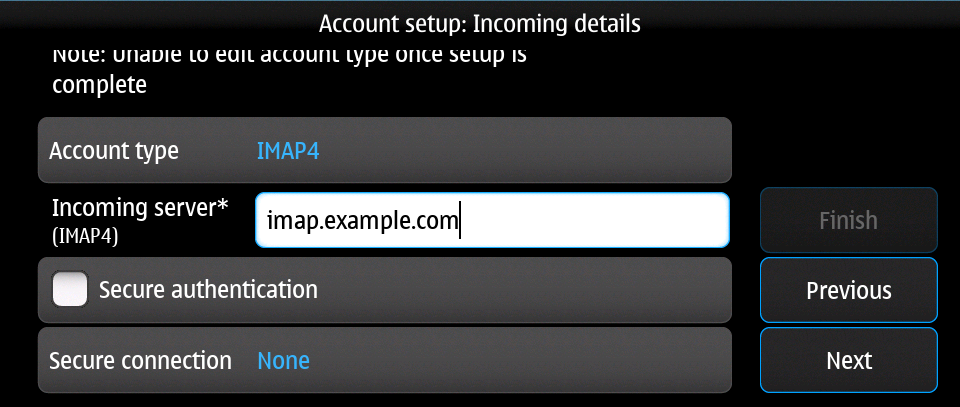 Account setup: Incoming details
Note: Unable to edit account type once setup is
complete
Account type IMAP4
Incoming server* imap.example.com
(IMAP4)
Finish
Secure authentication
Previous
Secure connection None
Next